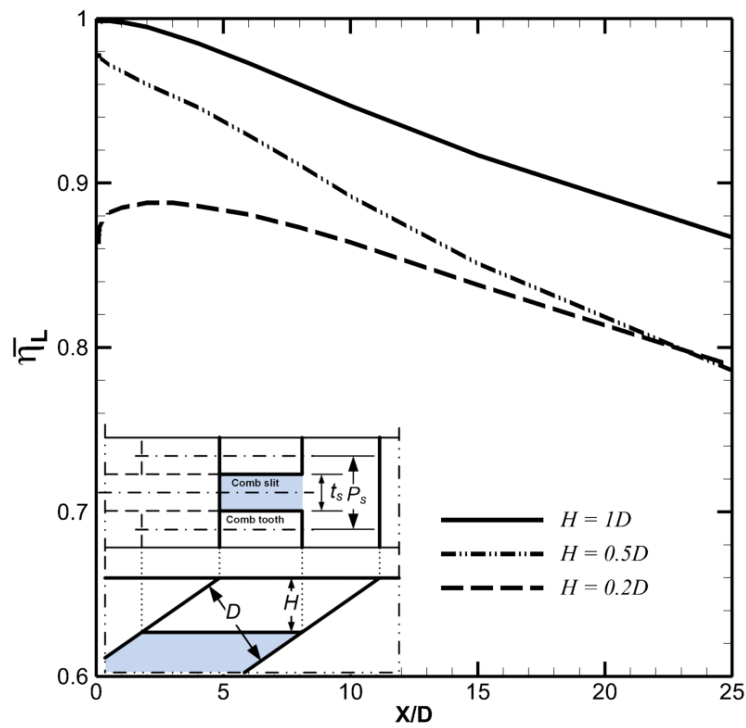 1
0.9
0.8
0.7
0.6
η̅L
Comb slit
Comb tooth
ts
Ps
D
H
H = 1D
H = 0.5D
H = 0.2D
0 5 10 15 20 25
X/D